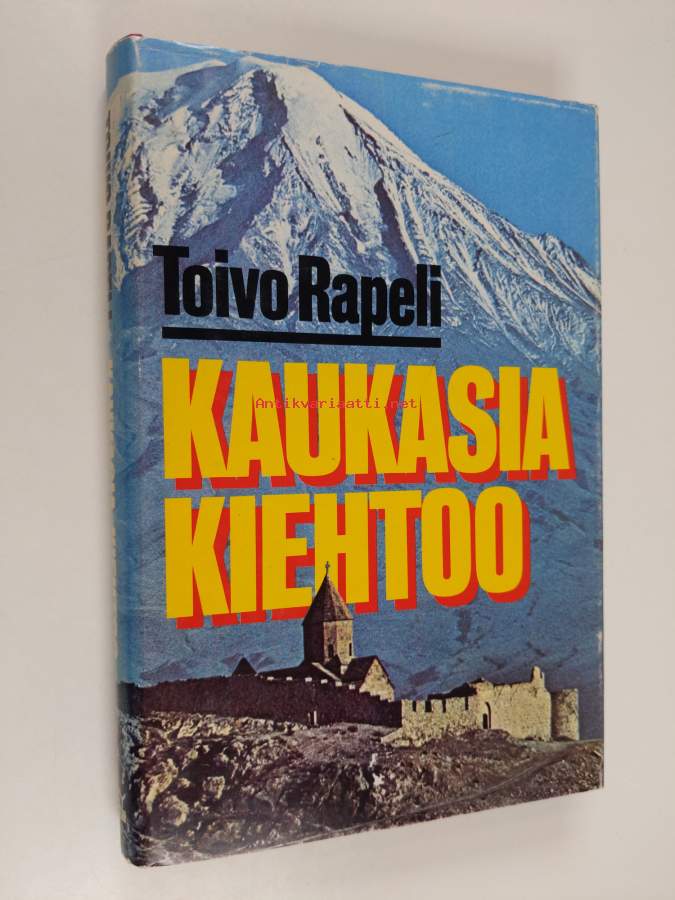 Toivo Rapeli
KAUKASIA
Antikvariaatti.net
KIEHTOO